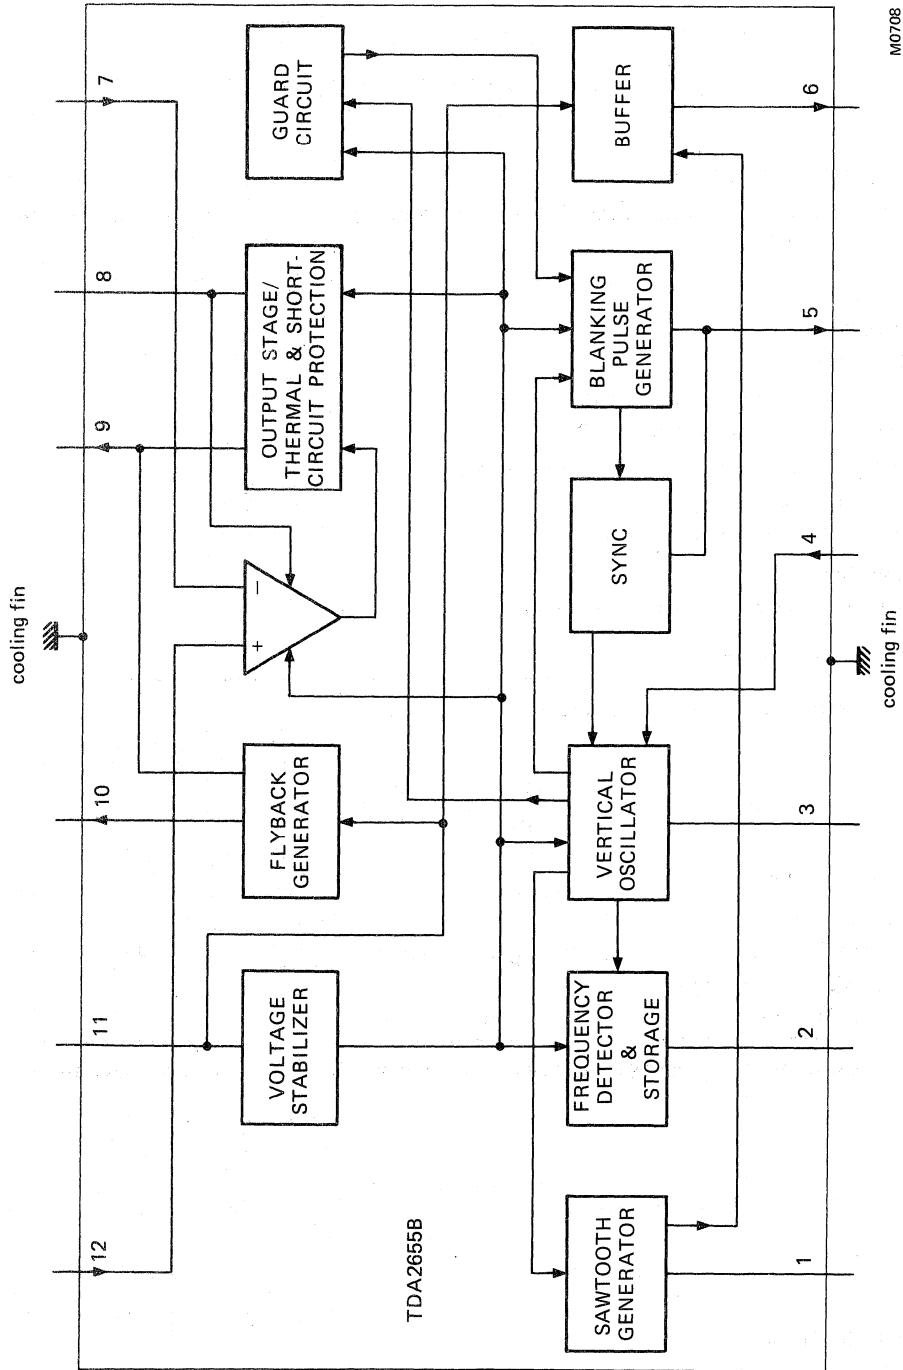 cooling fin
12
11
10
9
8
7
VOLTAGE
STABILIZER
FLYBACK
GENERATOR
+
−
OUTPUT STAGE/
THERMAL & SHORT-
CIRCUIT PROTECTION
GUARD
CIRCUIT
TDA2655B
SAWTOOTH
GENERATOR
FREQUENCY
DETECTOR
&
STORAGE
VERTICAL
OSCILLATOR
SYNC
BLANKING
PULSE
GENERATOR
BUFFER
1
2
3
4
5
6
cooling fin
M0708